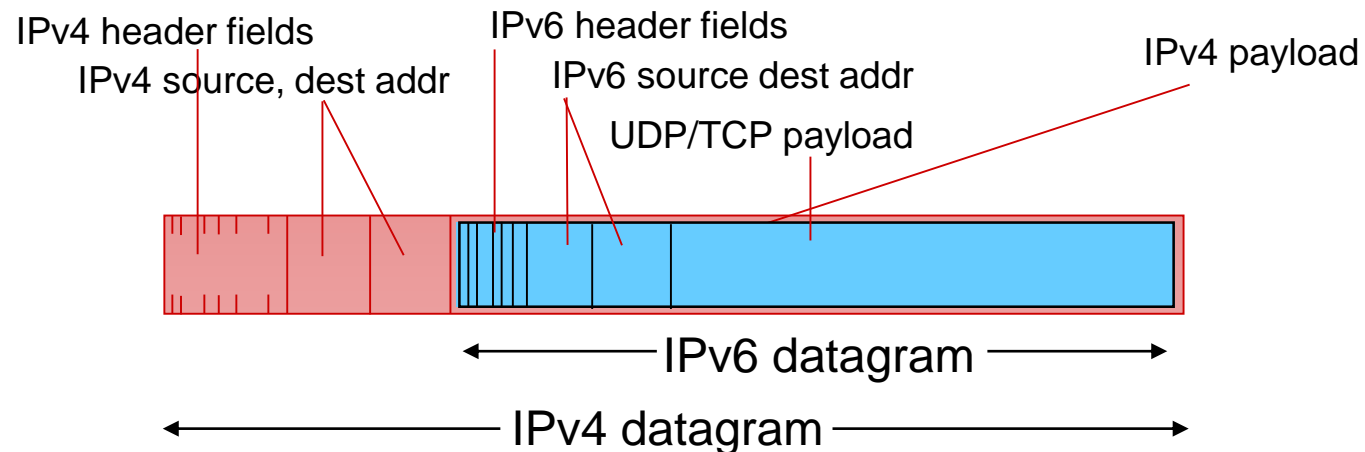 IPv4 header fields
IPv6 header fields
IPv4 payload
IPv4 source, dest addr
IPv6 source dest addr
UDP/TCP payload
IPv6 datagram
IPv4 datagram